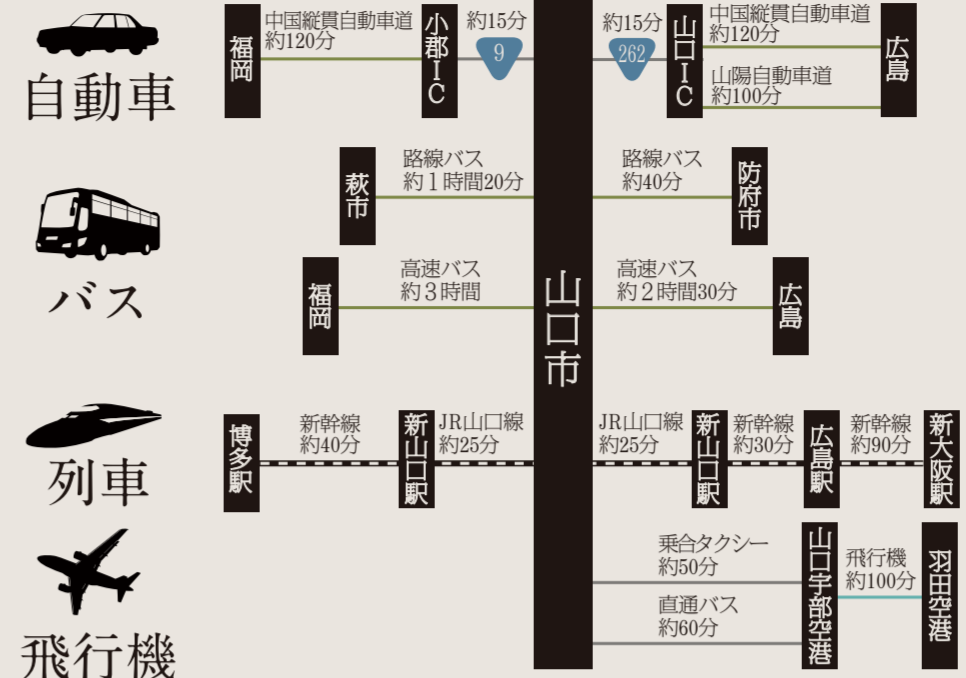 自動車
福岡
中国縦貫自動車道
約120分
小郡IC
約15分
9
約15分
262
山口IC
中国縦貫自動車道
約120分
山陽自動車道
約100分
広島
バス
萩市
路線バス
約1時間20分
路線バス
約40分
防府市
福岡
高速バス
約3時間
高速バス
約2時間30分
広島
山口市
列車
博多駅
新幹線
約40分
新山口駅
JR山口線
約25分
JR山口線
約25分
新山口駅
新幹線
約30分
広島駅
新幹線
約90分
新大阪駅
飛行機
乗合タクシー
約50分
直通バス
約60分
山口宇部空港
飛行機
約100分
羽田空港